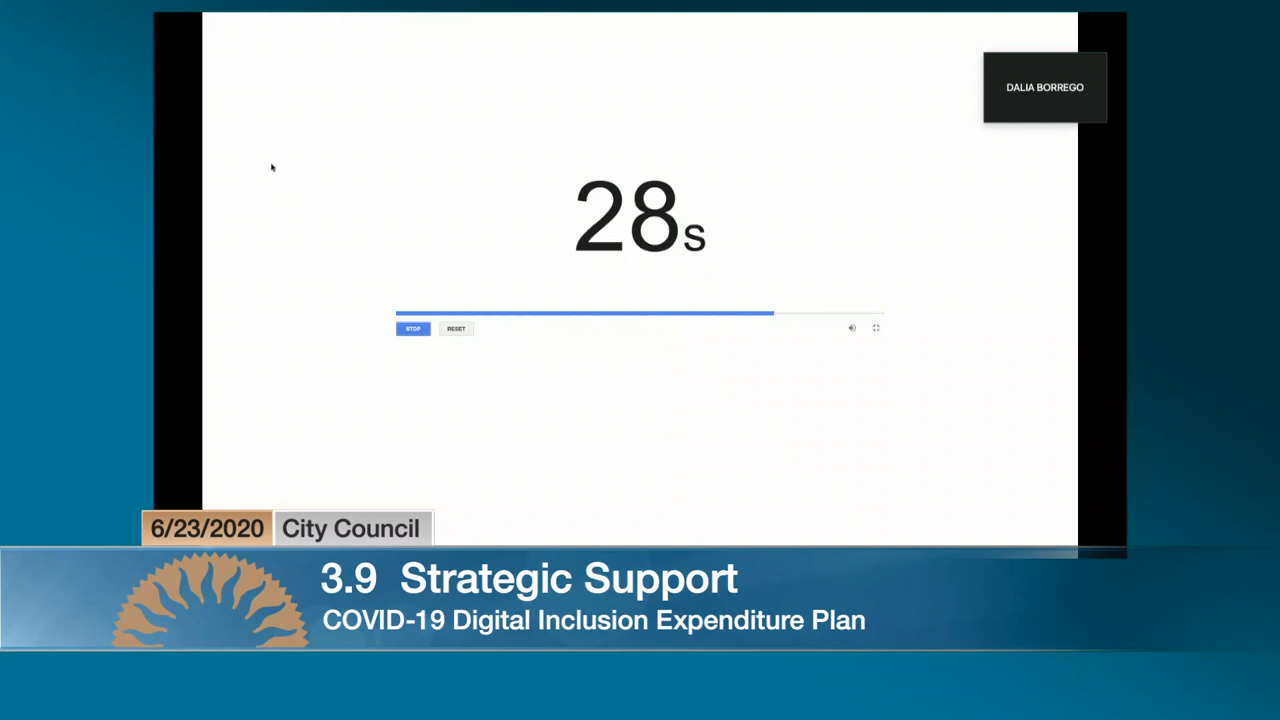 DALIA BORREGO
28s
STOP
RESET
6/23/2020
City Council
3.9 Strategic Support
COVID-19 Digital Inclusion Expenditure Plan